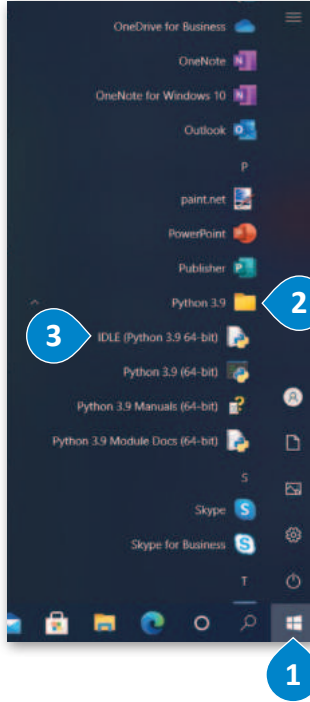 OneDrive for Business
OneNote
OneNote for Windows 10
Outlook
P
paint.net
PowerPoint
Publisher
Python 3.9
2
3
IDLE (Python 3.9 64-bit)
Python 3.9 (64-bit)
Python 3.9 Manuals (64-bit)
Python 3.9 Module Docs (64-bit)
S
Skype
Skype for Business
T
1